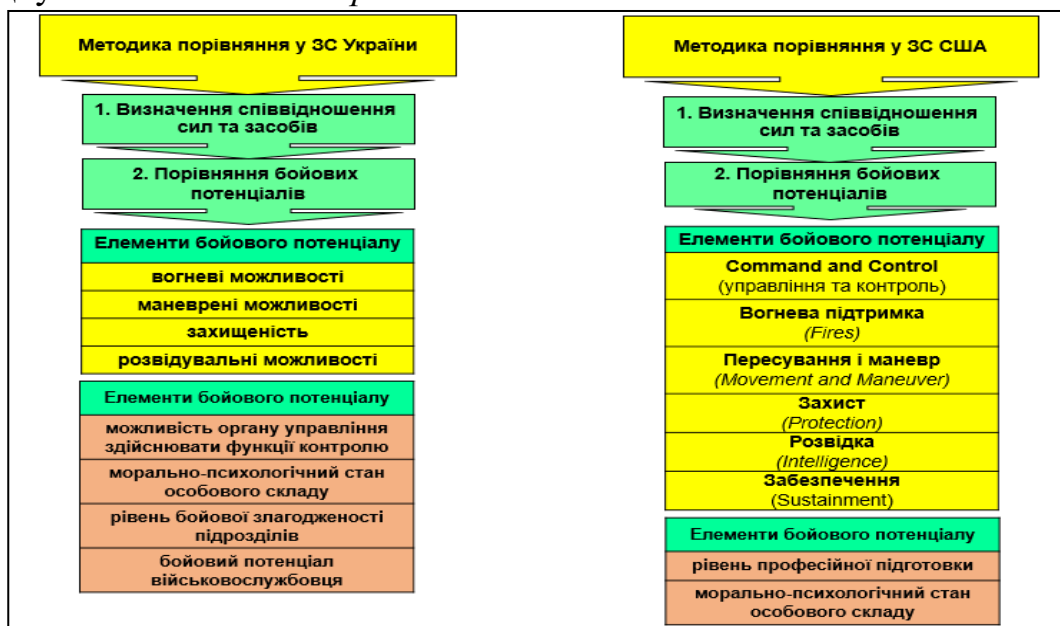 Методика порівняння у ЗС України
1. Визначення співвідношення
сил та засобів
2. Порівняння бойових
потенціалів
Елементи бойового потенціалу
вогневі можливості
маневрені можливості
захищеність
розвідувальні можливості
Елементи бойового потенціалу
можливість органу управління
здійснювати функції контролю
морально-психологічний стан
особового складу
рівень бойової злагодженості
підрозділів
бойовий потенціал
військовослужбовця
Методика порівняння у ЗС США
1. Визначення співвідношення
сил та засобів
2. Порівняння бойових
потенціалів
Елементи бойового потенціалу
Command and Control
(управління та контроль)
Вогнева підтримка
(Fires)
Пересування і маневр
(Movement and Maneuver)
Захист
(Protection)
Розвідка
(Intelligence)
Забезпечення
(Sustainment)
Елементи бойового потенціалу
рівень професійної підготовки
морально-психологічний стан
особового складу